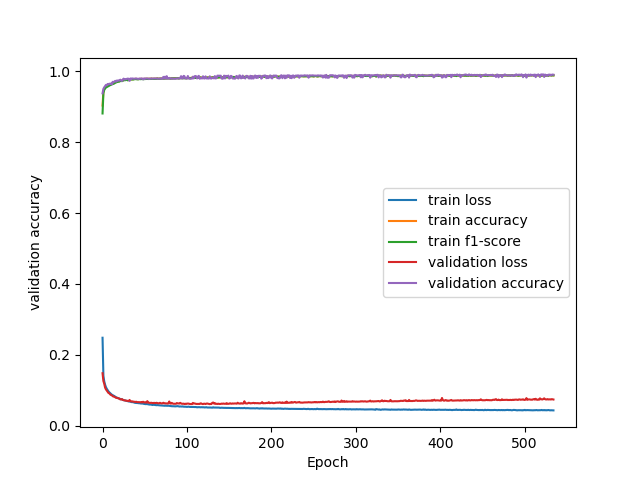 1.0
0.8
0.6
0.4
0.2
0.0
validation accuracy
train loss
train accuracy
train f1-score
validation loss
validation accuracy
0 100 200 300 400 500
Epoch